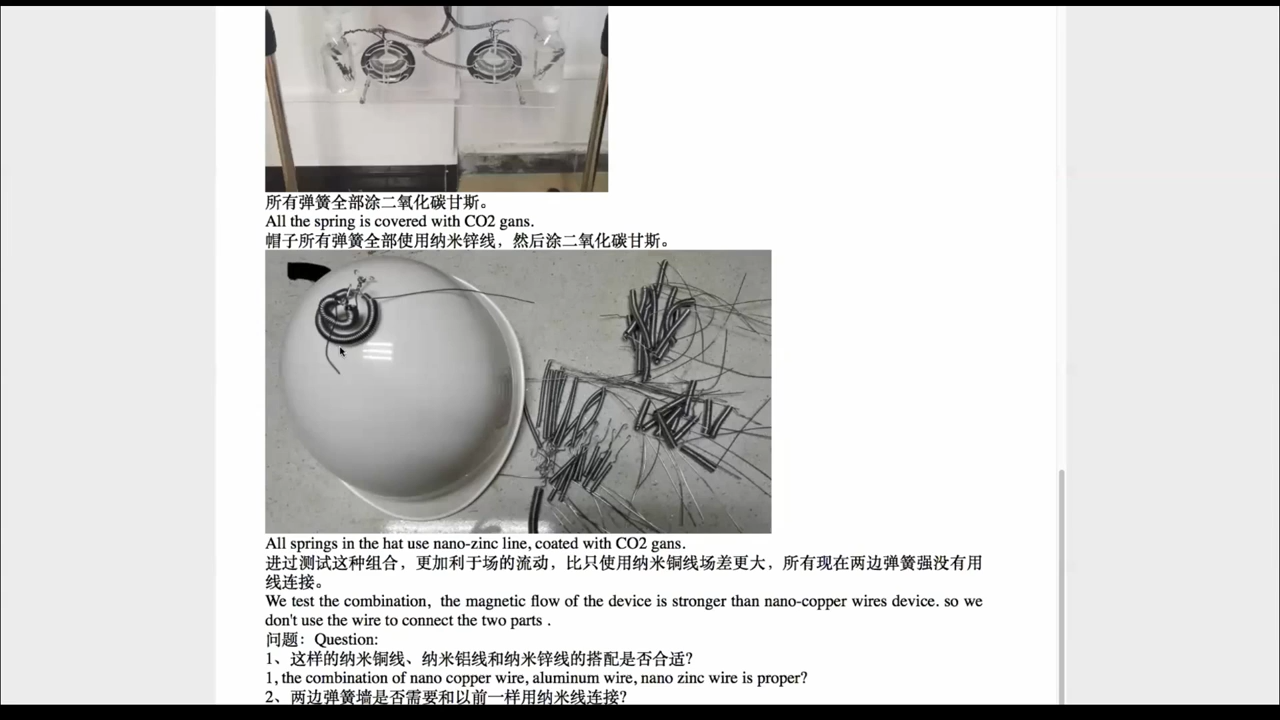 所有弹簧全部涂二氧化碳甘斯。
All the spring is covered with CO2 gans.
帽子所有弹簧全部使用纳米锌线，然后涂二氧化碳甘斯。
All springs in the hat use nano-zinc line, coated with CO2 gans.
进过测试这种组合，更加利于场的流动，比只使用纳米铜线场差更大，所有现在两边弹簧强没有用
线连接。
We test the combination,  the magnetic flow of the device is stronger than nano-copper wires device. so we
don't use the wire to connect the two parts .
问题：Question:
1、这样的纳米铜线、纳米铝线和纳米锌线的搭配是否合适?
1, the combination of nano copper wire, aluminum wire, nano zinc wire is proper?
2、两边弹簧墙是否需要和以前一样用纳米线连接?